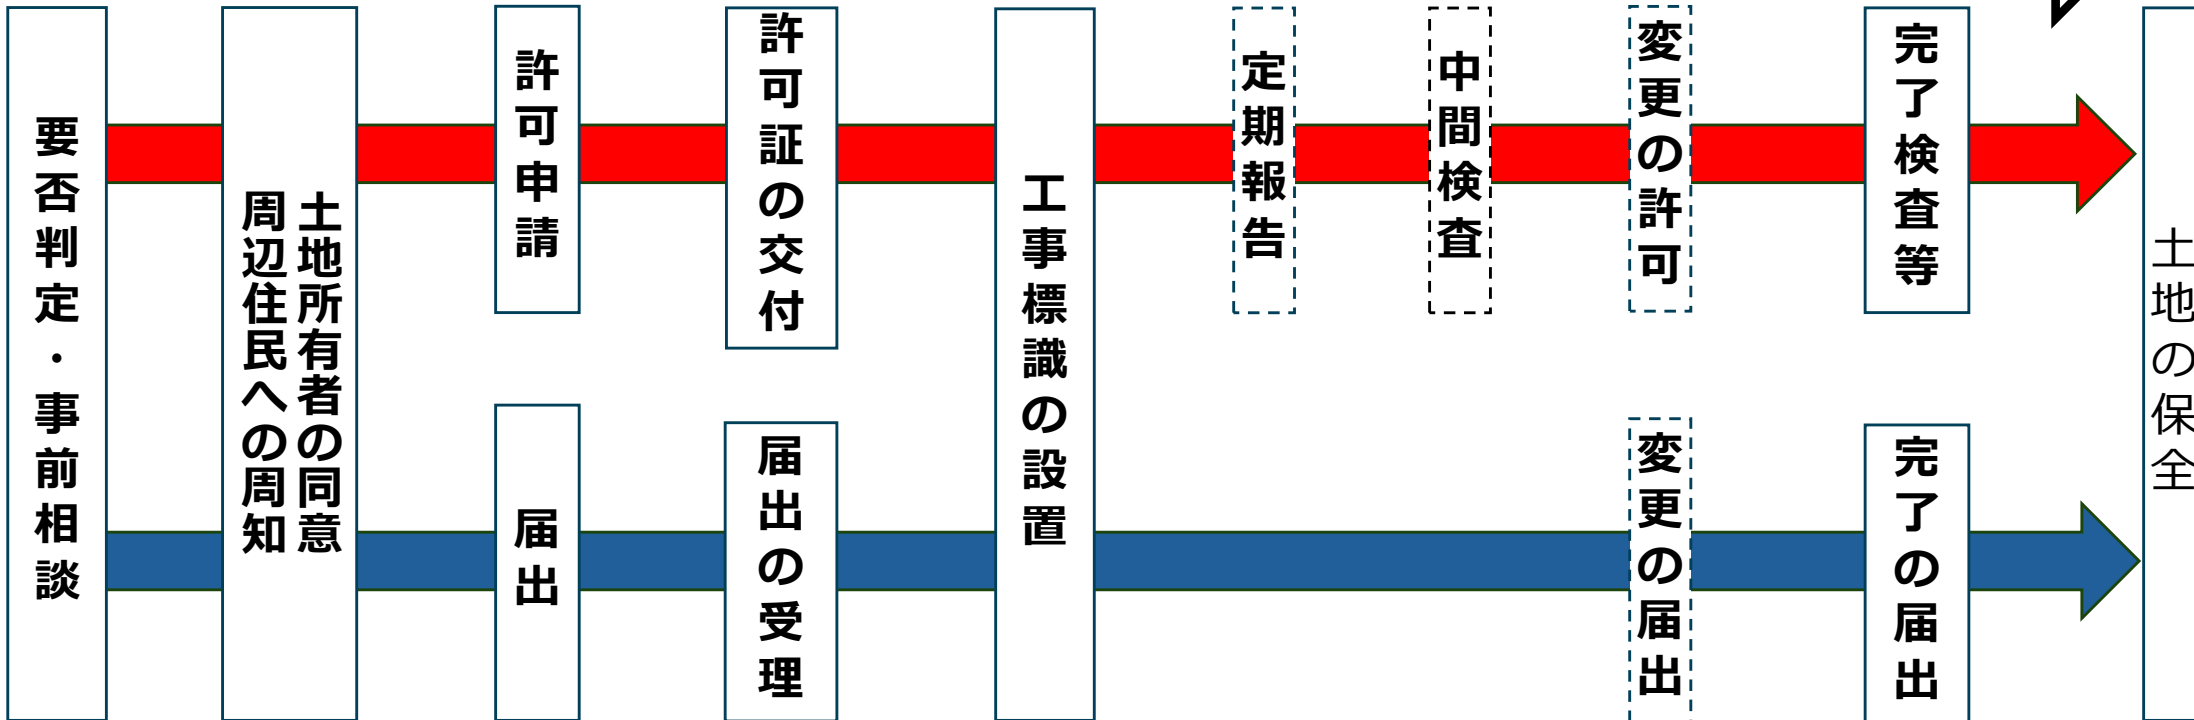 要否判定・事前相談
土地所有者の同意
周辺住民への周知
許可申請
許可証の交付
工事標識の設置
定期報告
中間検査
変更の許可
完了検査等
届出
届出の受理
変更の届出
完了の届出
土地の保全